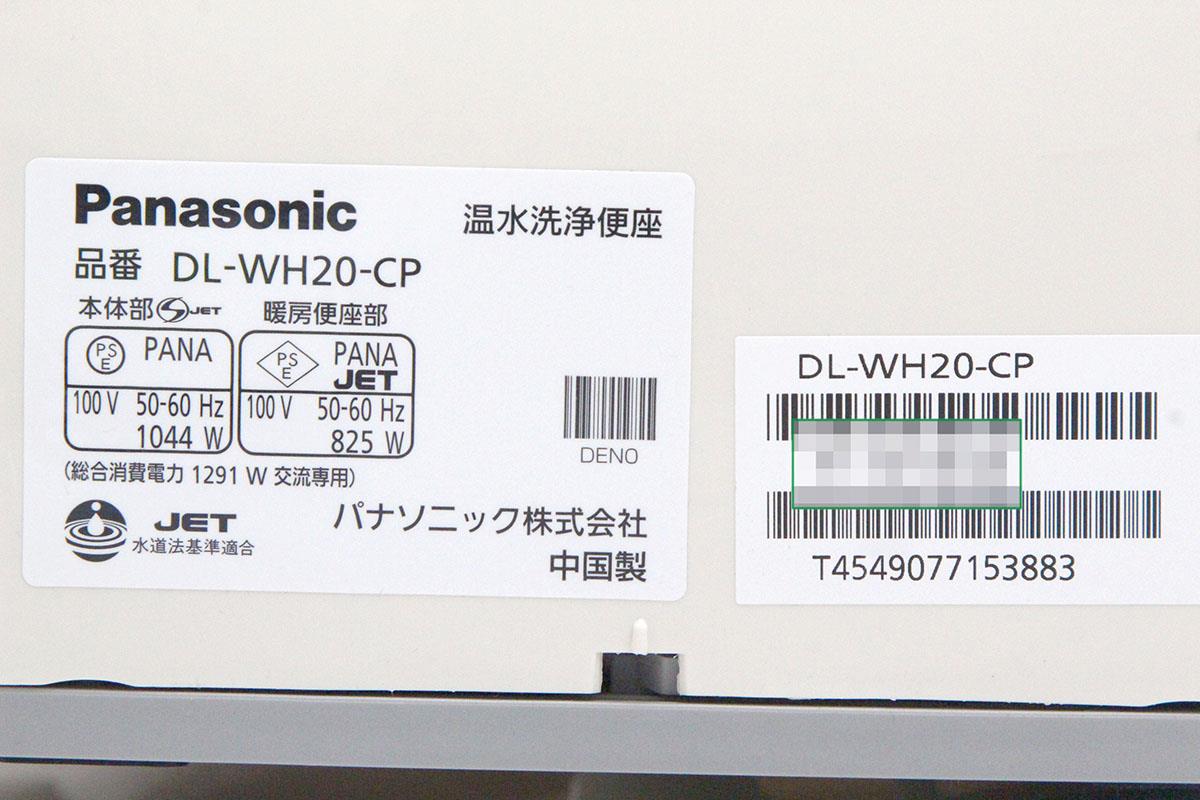 Panasonic 温水洗浄便座
品番 DL-WH20-CP
本体部 JET 暖房便座部
PSE PANA
100 V 50-60 Hz
1044 W
PSE PANA
JET
100 V 50-60 Hz
825 W
(総合消費電力 1291 W 交流専用)
JET
水道法基準適合
パナソニック株式会社
中国製
DENO
DL-WH20-CP
T4549077153883